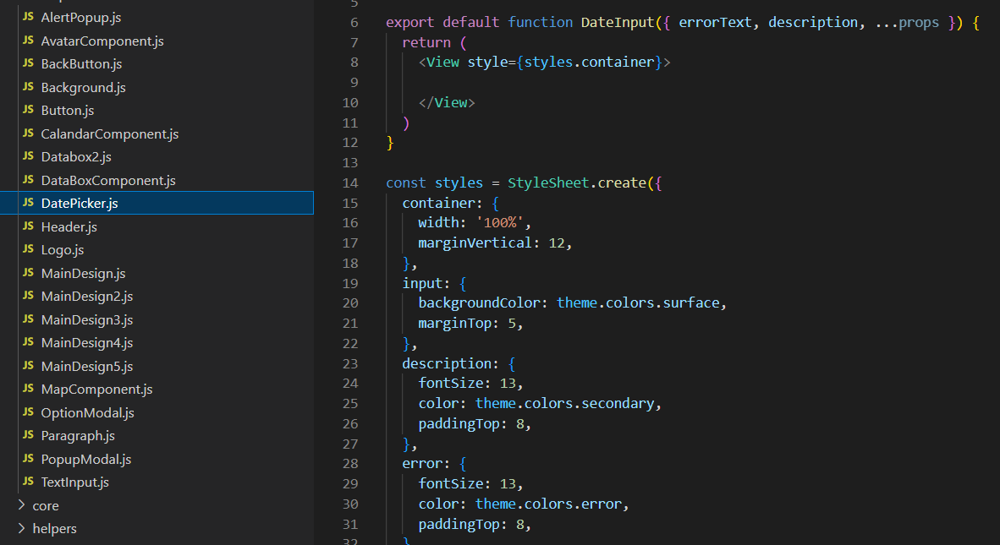 JS AlertPopup.js
JS AvatarComponent.js
JS BackButton.js
JS Background.js
JS Button.js
JS CalandarComponent.js
JS Databox2.js
JS DataBoxComponent.js
JS DatePicker.js
JS Header.js
JS Logo.js
JS MainDesign.js
JS MainDesign2.js
JS MainDesign3.js
JS MainDesign4.js
JS MainDesign5.js
JS MapComponent.js
JS OptionModal.js
JS Paragraph.js
JS PopupModal.js
JS TextInput.js
core
helpers
5
6 export default function DateInput({ errorText, description, ...props }) {
7 return (
8 <View style={styles.container}>
9
10 </View>
11 )
12 }
13
14 const styles = StyleSheet.create({
15 container: {
16 width: '100%',
17 marginVertical: 12,
18 },
19 input: {
20 backgroundColor: theme.colors.surface,
21 marginTop: 5,
22 },
23 description: {
24 fontSize: 13,
25 color: theme.colors.secondary,
26 paddingTop: 8,
27 },
28 error: {
29 fontSize: 13,
30 color: theme.colors.error,
31 paddingTop: 8,
32 }